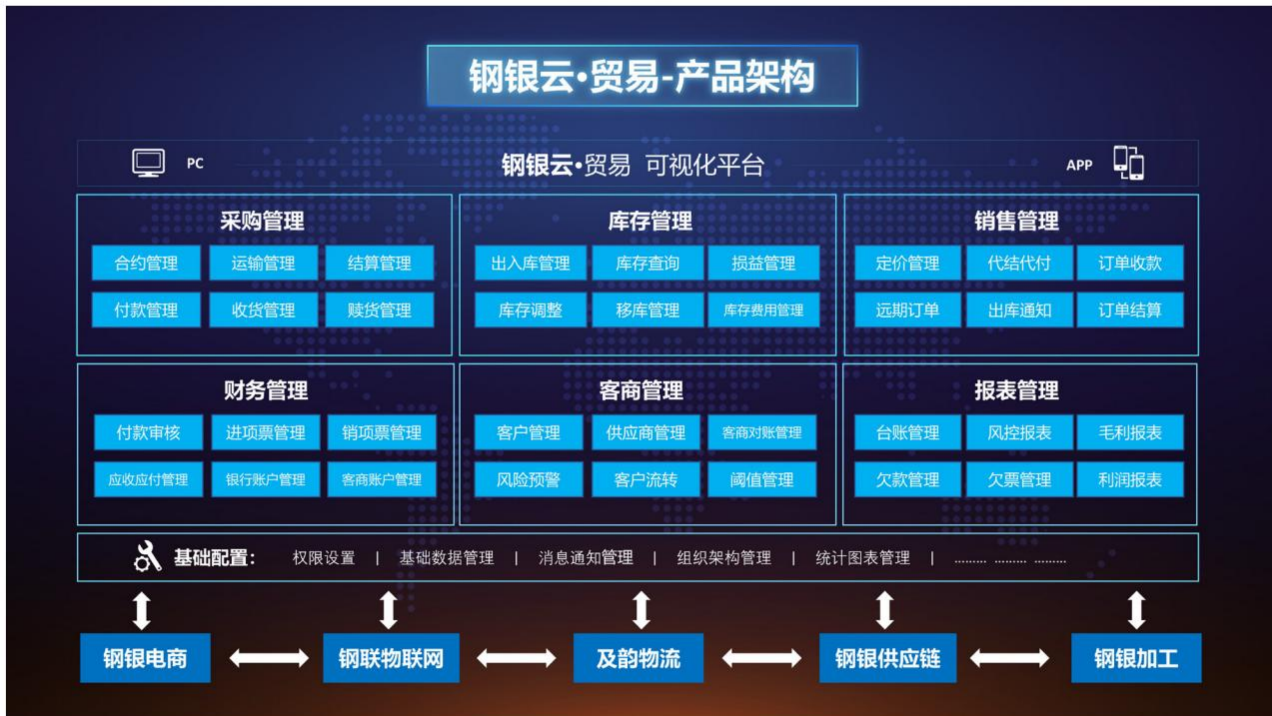 钢银云•贸易-产品架构
PC 钢银云•贸易 可视化平台 APP
采购管理
合约管理 运输管理 结算管理
付款管理 收货管理 赎货管理
库存管理
出入库管理 库存查询 损益管理
库存调整 移库管理 库存费用管理
销售管理
定价管理 代结代付 订单收款
远期订单 出库通知 订单结算
财务管理
付款审核 进项票管理 销项票管理
应收应付管理 银行账户管理 客商账户管理
客商管理
客户管理 供应商管理 客商对账管理
风险预警 客户流转 阈值管理
报表管理
台账管理 风控报表 毛利报表
欠款管理 欠票管理 利润报表
基础配置： 权限设置 | 基础数据管理 | 消息通知管理 | 组织架构管理 | 统计图表管理 | ……… ……… ………
钢银电商 钢联物联网 及韵物流 钢银供应链 钢银加工